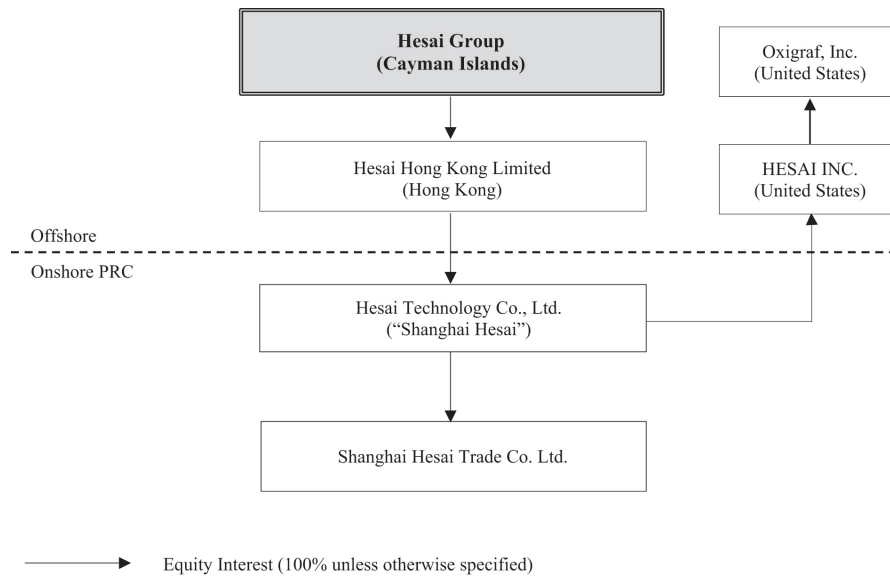 Hesai Group
(Cayman Islands)
Oxigraf, Inc.
(United States)
Hesai Hong Kong Limited
(Hong Kong)
HESAI INC.
(United States)
Offshore
Onshore PRC
Hesai Technology Co., Ltd.
(“Shanghai Hesai”)
Shanghai Hesai Trade Co. Ltd.
Equity Interest (100% unless otherwise specified)